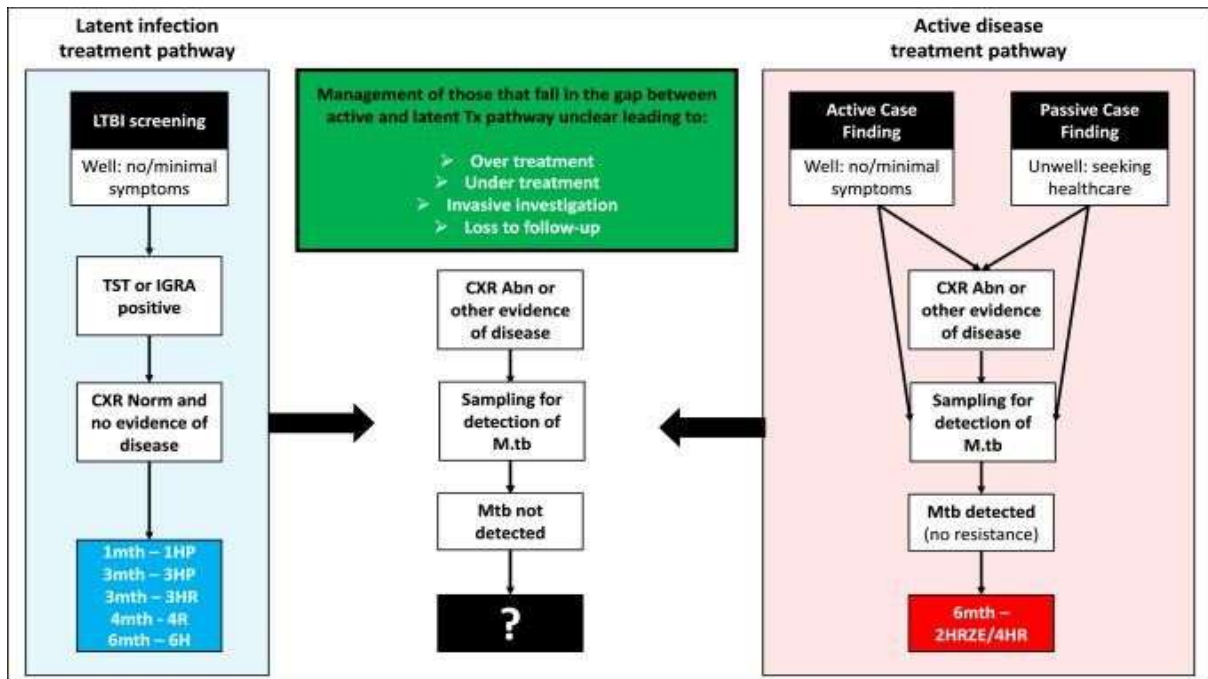 Latent infection
treatment pathway
LTBI screening
Well: no/minimal
symptoms
TST or IGRA
positive
CXR Norm and
no evidence of
disease
1mth – 1HP
3mth – 3HP
3mth – 3HR
4mth - 4R
6mth – 6H
Management of those that fall in the gap between
active and latent Tx pathway unclear leading to:
➢ Over treatment
➢ Under treatment
➢ Invasive investigation
➢ Loss to follow-up
CXR Abn or
other evidence
of disease
Sampling for
detection of
M.tb
Mtb not
detected
?
Active disease
treatment pathway
Active Case
Finding
Well: no/minimal
symptoms
Passive Case
Finding
Unwell: seeking
healthcare
CXR Abn or
other evidence
of disease
Sampling for
detection of
M.tb
Mtb detected
(no resistance)
6mth –
2HRZE/4HR